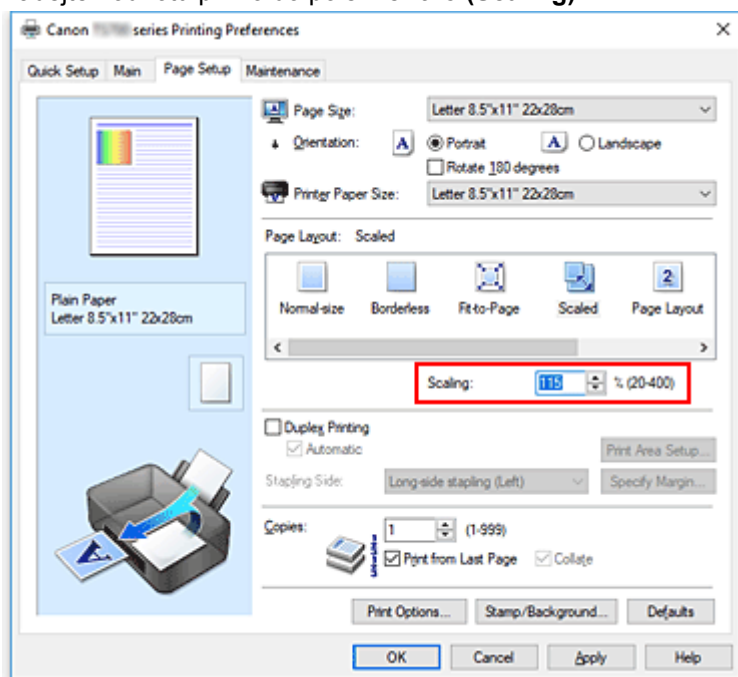 (Scaling)
Canon series Printing Preferences
Quick Setup Main Page Setup Maintenance
Page Size: Letter 8.5"x11" 22x28cm
Orientation: A Portrait A Landscape
Rotate 180 degrees
Printer Paper Size: Letter 8.5"x11" 22x28cm
Page Layout: Scaled
Normal-size Borderless Fit-to-Page Scaled 2 Page Layout
Plain Paper
Letter 8.5"x11" 22x28cm
Scaling: 115 % (20-400)
Duplex Printing
Automatic Print Area Setup...
Stapling Side: Long-side stapling (Left) Specify Margin...
Copies: 1 (1-999)
Print from Last Page Collate
A
Print Options... Stamp/Background... Defaults
OK Cancel Apply Help